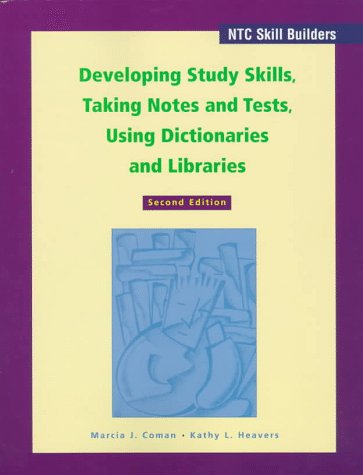 NTC Skill Builders
Developing Study Skills,
Taking Notes and Tests,
Using Dictionaries
and Libraries
Second Edition
Marcia J. Coman • Kathy L. Heavers